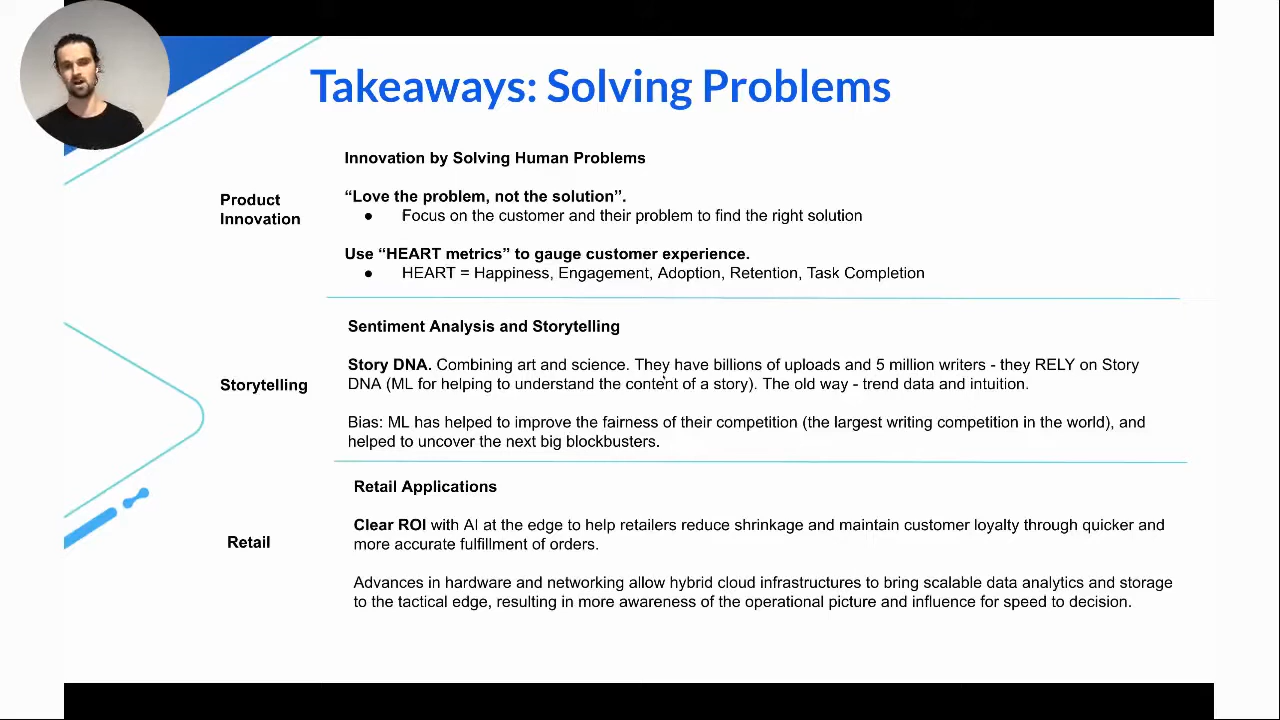 Takeaways: Solving Problems
Innovation by Solving Human Problems
Product
Innovation
“Love the problem, not the solution”.
● Focus on the customer and their problem to find the right solution
Use “HEART metrics” to gauge customer experience.
● HEART = Happiness, Engagement, Adoption, Retention, Task Completion
Sentiment Analysis and Storytelling
Storytelling
Story DNA. Combining art and science. They have billions of uploads and 5 million writers - they RELY on Story
DNA (ML for helping to understand the content of a story). The old way - trend data and intuition.
Bias: ML has helped to improve the fairness of their competition (the largest writing competition in the world), and
helped to uncover the next big blockbusters.
Retail Applications
Retail
Clear ROI with AI at the edge to help retailers reduce shrinkage and maintain customer loyalty through quicker and
more accurate fulfillment of orders.
Advances in hardware and networking allow hybrid cloud infrastructures to bring scalable data analytics and storage
to the tactical edge, resulting in more awareness of the operational picture and influence for speed to decision.